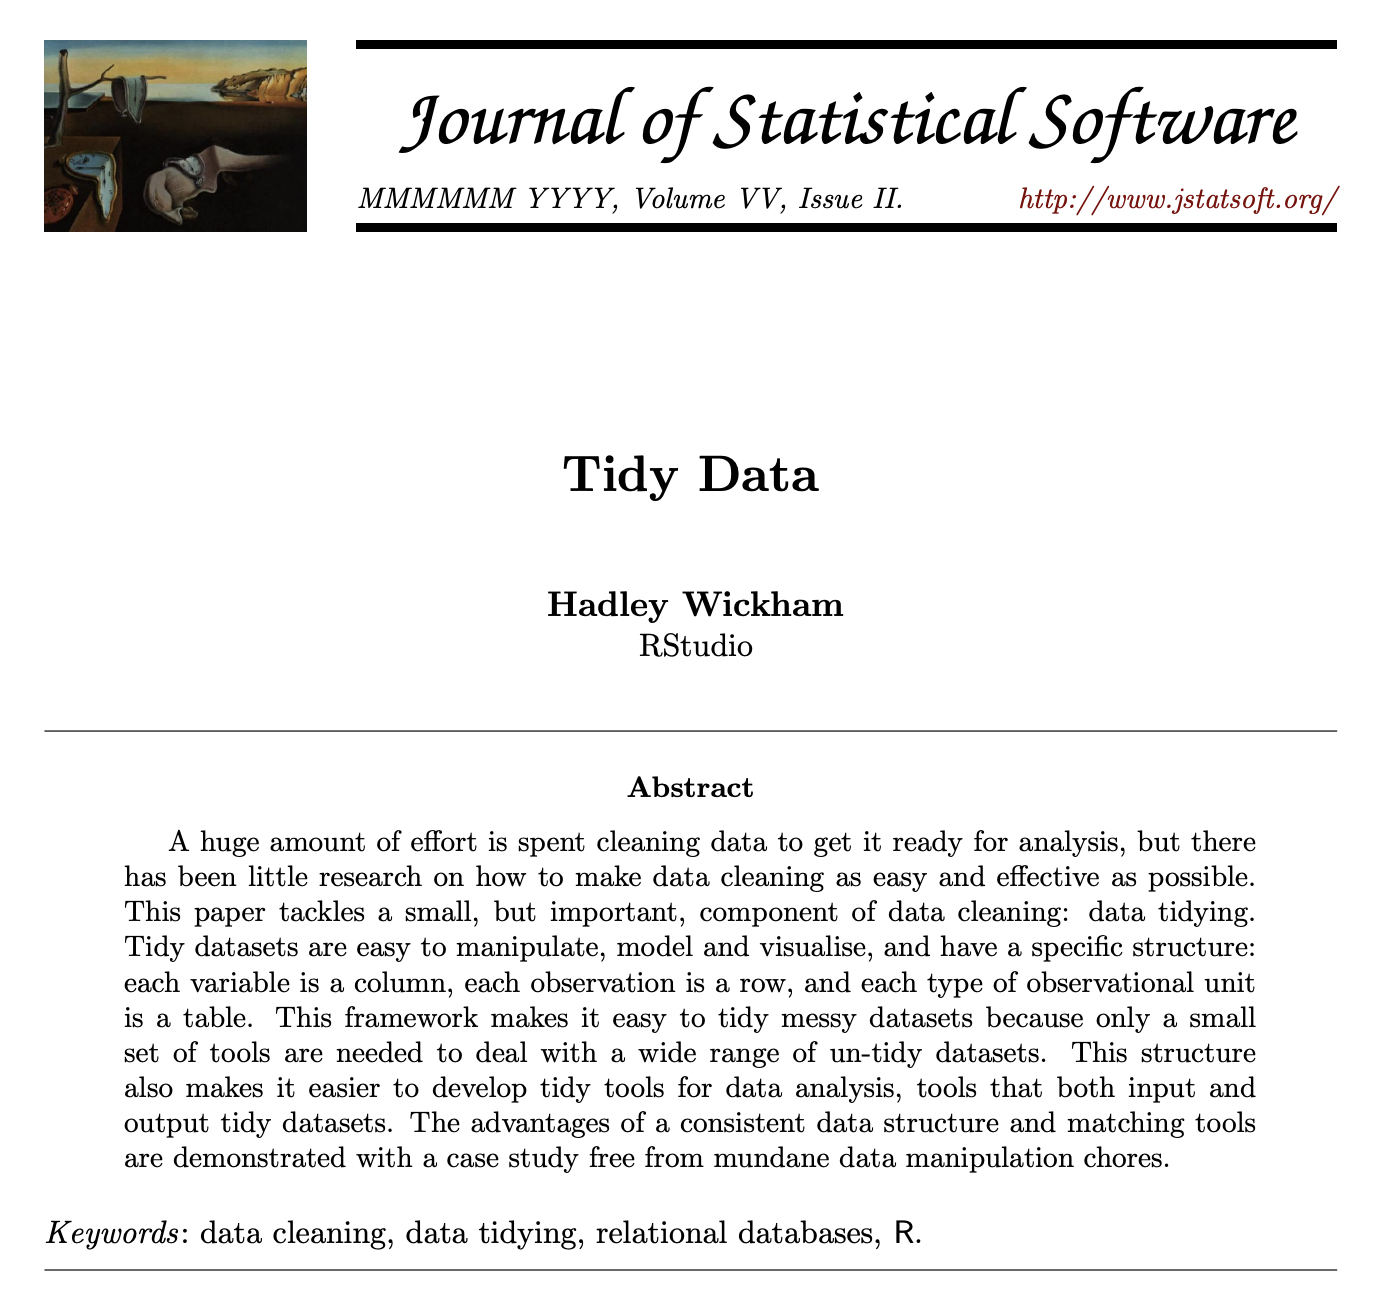 Journal of Statistical Software
MMMMMM YYYY, Volume VV, Issue II.
http://www.jstatsoft.org/
Tidy Data
Hadley Wickham
RStudio
Abstract
A huge amount of effort is spent cleaning data to get it ready for analysis, but there
has been little research on how to make data cleaning as easy and effective as possible.
This paper tackles a small, but important, component of data cleaning: data tidying.
Tidy datasets are easy to manipulate, model and visualise, and have a specific structure:
each variable is a column, each observation is a row, and each type of observational unit
is a table. This framework makes it easy to tidy messy datasets because only a small
set of tools are needed to deal with a wide range of un-tidy datasets. This structure
also makes it easier to develop tidy tools for data analysis, tools that both input and
output tidy datasets. The advantages of a consistent data structure and matching tools
are demonstrated with a case study free from mundane data manipulation chores.
Keywords: data cleaning, data tidying, relational databases, R.